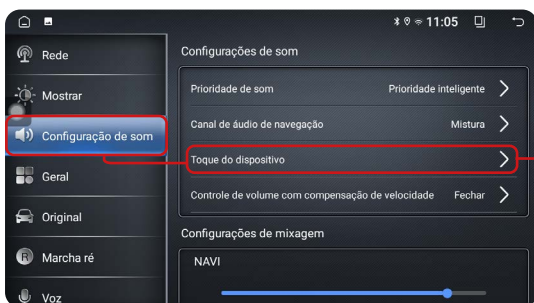 11:05
Rede
Mostrar
Configuração de som
Geral
Original
R Marcha ré
Voz
Configurações de som
Prioridade de som Prioridade inteligente
Canal de áudio de navegação Mistura
Toque do dispositivo
Controle de volume com compensação de velocidade Fechar
Configurações de mixagem
NAVI